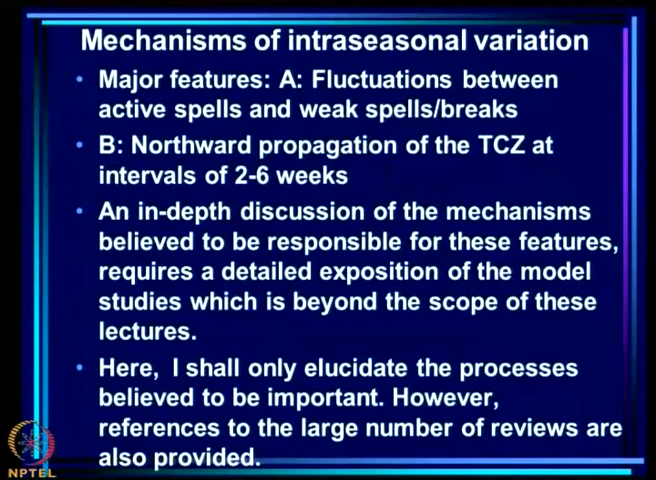 Mechanisms of intraseasonal variation
• Major features: A: Fluctuations between
active spells and weak spells/breaks
• B: Northward propagation of the TCZ at
intervals of 2-6 weeks
• An in-depth discussion of the mechanisms
believed to be responsible for these features,
requires a detailed exposition of the model
studies which is beyond the scope of these
lectures.
• Here, I shall only elucidate the processes
believed to be important. However,
references to the large number of reviews are
also provided.
NPTEL